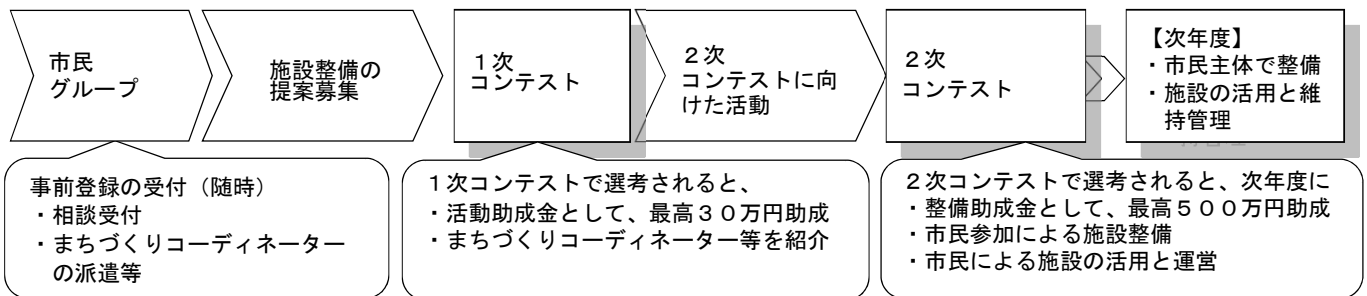 市民
グループ
施設整備の
提案募集
1次
コンテスト
2次
コンテストに向
けた活動
2次
コンテスト
【次年度】
・市民主体で整備
・施設の活用と維
持管理
事前登録の受付(随時)
・相談受付
・まちづくりコーディネーター
の派遣等
1次コンテストで選考されると、
・活動助成金として、最高30万円助成
・まちづくりコーディネーター等を紹介
2次コンテストで選考されると、次年度に
・整備助成金として、最高500万円助成
・市民参加による施設整備
・市民による施設の活用と運営